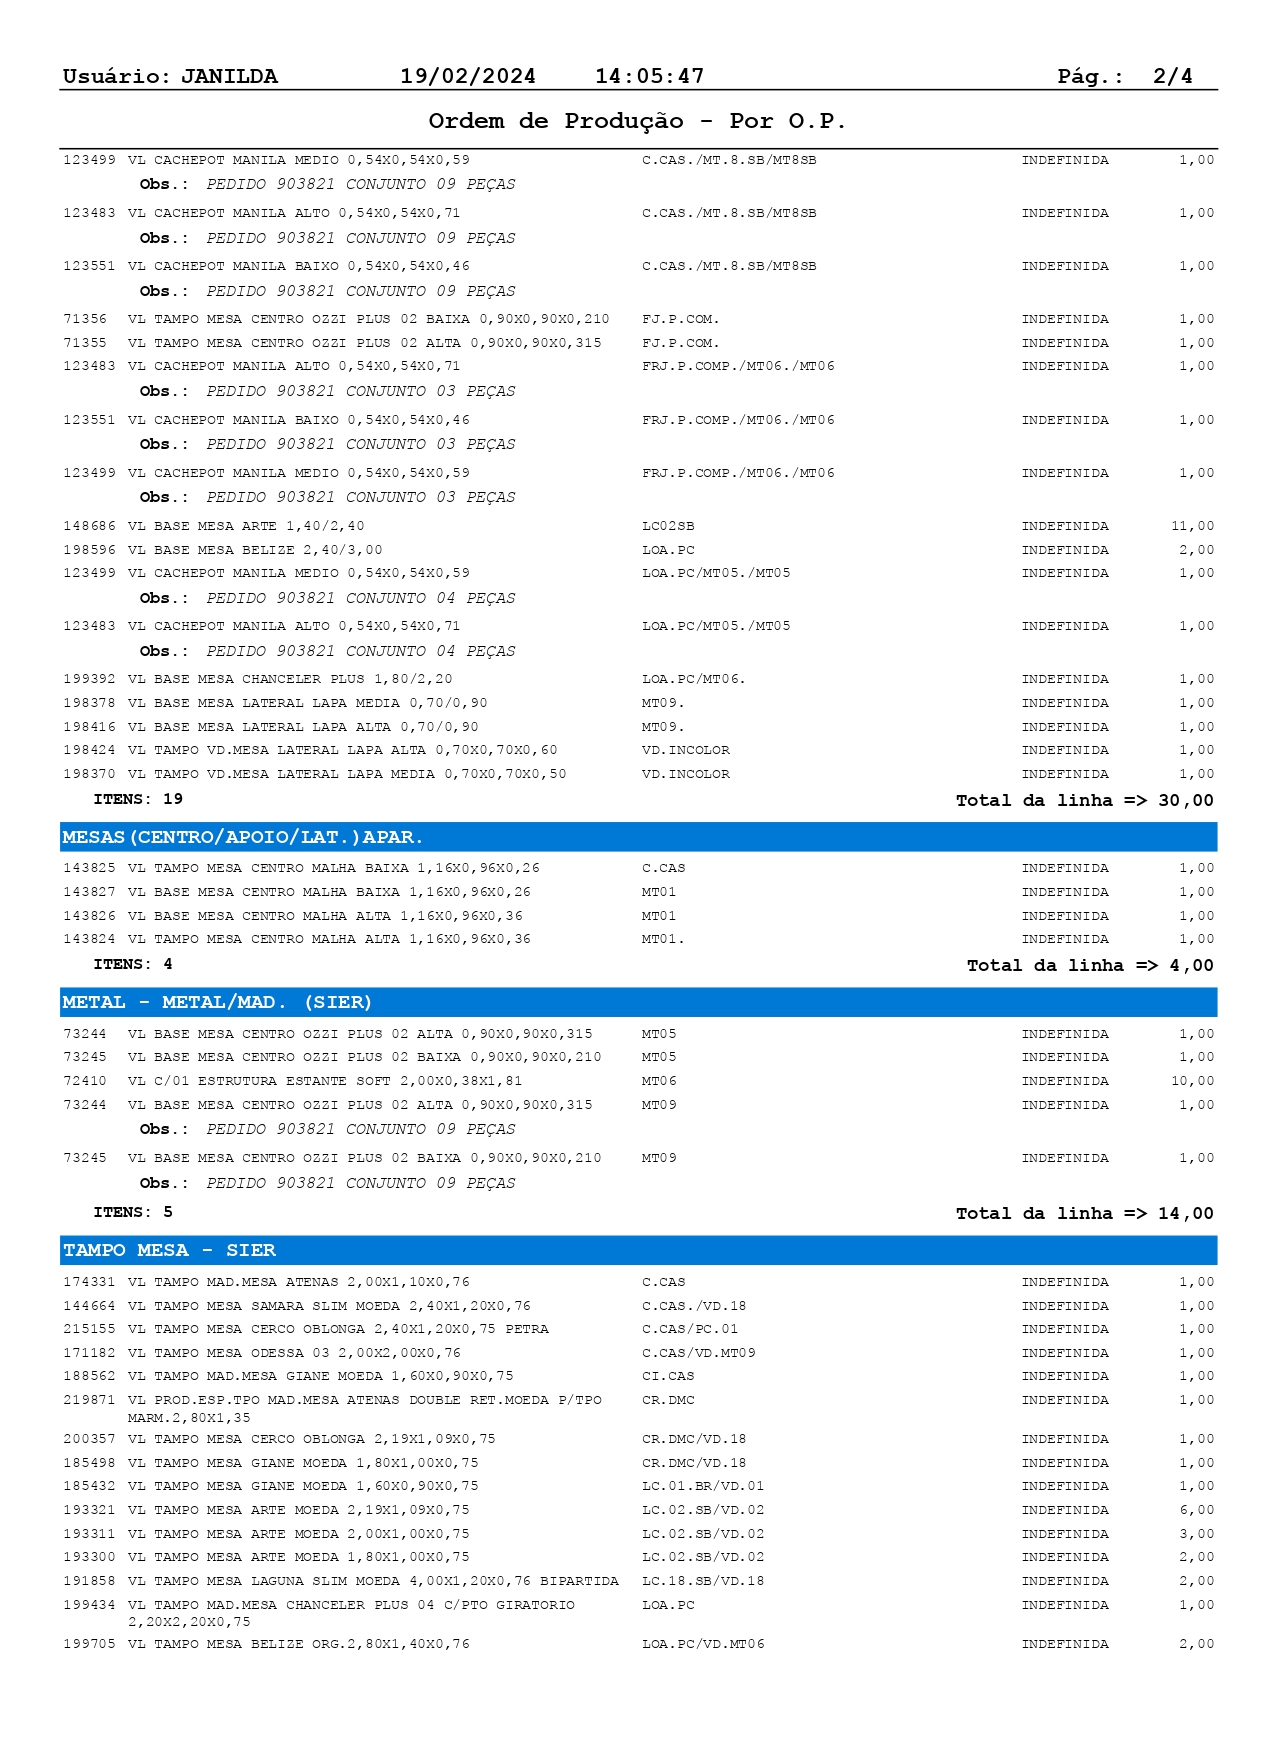 Usuário: JANILDA 19/02/2024 14:05:47 Pág.: 2/4
Ordem de Produção - Por O.P.
123499 VL CACHEPOT MANILA MEDIO 0,54X0,54X0,59 C.CAS./MT.8.SB/MT8SB INDEFINIDA 1,00
Obs.: PEDIDO 903821 CONJUNTO 09 PEÇAS
123483 VL CACHEPOT MANILA ALTO 0,54X0,54X0,71 C.CAS./MT.8.SB/MT8SB INDEFINIDA 1,00
Obs.: PEDIDO 903821 CONJUNTO 09 PEÇAS
123551 VL CACHEPOT MANILA BAIXO 0,54X0,54X0,46 C.CAS./MT.8.SB/MT8SB INDEFINIDA 1,00
Obs.: PEDIDO 903821 CONJUNTO 09 PEÇAS
71356 VL TAMPO MESA CENTRO OZZI PLUS 02 BAIXA 0,90X0,90X0,210 FJ.P.COM. INDEFINIDA 1,00
71355 VL TAMPO MESA CENTRO OZZI PLUS 02 ALTA 0,90X0,90X0,315 FJ.P.COM. INDEFINIDA 1,00
123483 VL CACHEPOT MANILA ALTO 0,54X0,54X0,71 FRJ.P.COMP./MT06./MT06 INDEFINIDA 1,00
Obs.: PEDIDO 903821 CONJUNTO 03 PEÇAS
123551 VL CACHEPOT MANILA BAIXO 0,54X0,54X0,46 FRJ.P.COMP./MT06./MT06 INDEFINIDA 1,00
Obs.: PEDIDO 903821 CONJUNTO 03 PEÇAS
123499 VL CACHEPOT MANILA MEDIO 0,54X0,54X0,59 FRJ.P.COMP./MT06./MT06 INDEFINIDA 1,00
Obs.: PEDIDO 903821 CONJUNTO 03 PEÇAS
148686 VL BASE MESA ARTE 1,40/2,40 LC02SB INDEFINIDA 11,00
198596 VL BASE MESA BELIZE 2,40/3,00 LOA.PC INDEFINIDA 2,00
123499 VL CACHEPOT MANILA MEDIO 0,54X0,54X0,59 LOA.PC/MT05./MT05 INDEFINIDA 1,00
Obs.: PEDIDO 903821 CONJUNTO 04 PEÇAS
123483 VL CACHEPOT MANILA ALTO 0,54X0,54X0,71 LOA.PC/MT05./MT05 INDEFINIDA 1,00
Obs.: PEDIDO 903821 CONJUNTO 04 PEÇAS
199392 VL BASE MESA CHANCELER PLUS 1,80/2,20 LOA.PC/MT06. INDEFINIDA 1,00
198378 VL BASE MESA LATERAL LAPA MEDIA 0,70/0,90 MT09. INDEFINIDA 1,00
198416 VL BASE MESA LATERAL LAPA ALTA 0,70/0,90 MT09. INDEFINIDA 1,00
198424 VL TAMPO VD.MESA LATERAL LAPA ALTA 0,70X0,70X0,60 VD.INCOLOR INDEFINIDA 1,00
198370 VL TAMPO VD.MESA LATERAL LAPA MEDIA 0,70X0,70X0,50 VD.INCOLOR INDEFINIDA 1,00
ITENS: 19 Total da linha => 30,00
MESAS(CENTRO/APOIO/LAT.)APAR.
143825 VL TAMPO MESA CENTRO MALHA BAIXA 1,16X0,96X0,26 C.CAS INDEFINIDA 1,00
143827 VL BASE MESA CENTRO MALHA BAIXA 1,16X0,96X0,26 MT01 INDEFINIDA 1,00
143826 VL BASE MESA CENTRO MALHA ALTA 1,16X0,96X0,36 MT01 INDEFINIDA 1,00
143824 VL TAMPO MESA CENTRO MALHA ALTA 1,16X0,96X0,36 MT01. INDEFINIDA 1,00
ITENS: 4 Total da linha => 4,00
METAL - METAL/MAD. (SIER)
73244 VL BASE MESA CENTRO OZZI PLUS 02 ALTA 0,90X0,90X0,315 MT05 INDEFINIDA 1,00
73245 VL BASE MESA CENTRO OZZI PLUS 02 BAIXA 0,90X0,90X0,210 MT05 INDEFINIDA 1,00
72410 VL C/01 ESTRUTURA ESTANTE SOFT 2,00X0,38X1,81 MT06 INDEFINIDA 10,00
73244 VL BASE MESA CENTRO OZZI PLUS 02 ALTA 0,90X0,90X0,315 MT09 INDEFINIDA 1,00
Obs.: PEDIDO 903821 CONJUNTO 09 PEÇAS
73245 VL BASE MESA CENTRO OZZI PLUS 02 BAIXA 0,90X0,90X0,210 MT09 INDEFINIDA 1,00
Obs.: PEDIDO 903821 CONJUNTO 09 PEÇAS
ITENS: 5 Total da linha => 14,00
TAMPO MESA - SIER
174331 VL TAMPO MAD.MESA ATENAS 2,00X1,10X0,76 C.CAS INDEFINIDA 1,00
144664 VL TAMPO MESA SAMARA SLIM MOEDA 2,40X1,20X0,76 C.CAS./VD.18 INDEFINIDA 1,00
215155 VL TAMPO MESA CERCO OBLONGA 2,40X1,20X0,75 PETRA C.CAS/PC.01 INDEFINIDA 1,00
171182 VL TAMPO MESA ODESSA 03 2,00X2,00X0,76 C.CAS/VD.MT09 INDEFINIDA 1,00
188562 VL TAMPO MAD.MESA GIANE MOEDA 1,60X0,90X0,75 CI.CAS INDEFINIDA 1,00
219871 VL PROD.ESP.TPO MAD.MESA ATENAS DOUBLE RET.MOEDA P/TPO CR.DMC INDEFINIDA 1,00
MARM.2,80X1,35
200357 VL TAMPO MESA CERCO OBLONGA 2,19X1,09X0,75 CR.DMC/VD.18 INDEFINIDA 1,00
185498 VL TAMPO MESA GIANE MOEDA 1,80X1,00X0,75 CR.DMC/VD.18 INDEFINIDA 1,00
185432 VL TAMPO MESA GIANE MOEDA 1,60X0,90X0,75 LC.01.BR/VD.01 INDEFINIDA 1,00
193321 VL TAMPO MESA ARTE MOEDA 2,19X1,09X0,75 LC.02.SB/VD.02 INDEFINIDA 6,00
193311 VL TAMPO MESA ARTE MOEDA 2,00X1,00X0,75 LC.02.SB/VD.02 INDEFINIDA 3,00
193300 VL TAMPO MESA ARTE MOEDA 1,80X1,00X0,75 LC.02.SB/VD.02 INDEFINIDA 2,00
191858 VL TAMPO MESA LAGUNA SLIM MOEDA 4,00X1,20X0,76 BIPARTIDA LC.18.SB/VD.18 INDEFINIDA 2,00
199434 VL TAMPO MAD.MESA CHANCELER PLUS 04 C/PTO GIRATORIO LOA.PC INDEFINIDA 1,00
2,20X2,20X0,75
199705 VL TAMPO MESA BELIZE ORG.2,80X1,40X0,76 LOA.PC/VD.MT06 INDEFINIDA 2,00